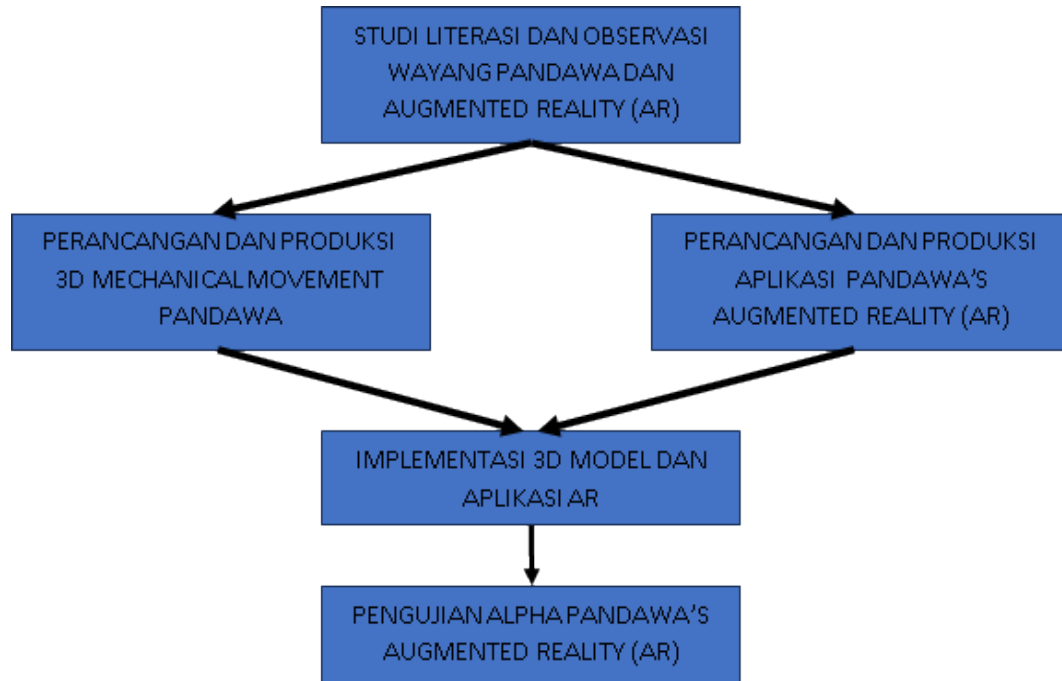 STUDI LITERASI DAN OBSERVASI
WAYANG PANDAWA DAN
AUGMENTED REALITY (AR)
PERANCANGAN DAN PRODUKSI
3D MECHANICAL MOVEMENT
PANDAWA
PERANCANGAN DAN PRODUKSI
APLIKASI PANDAWA'S
AUGMENTED REALITY (AR)
IMPLEMENTASI 3D MODEL DAN
APLIKASI AR
PENGUJIAN ALPHA PANDAWA'S
AUGMENTED REALITY (AR)